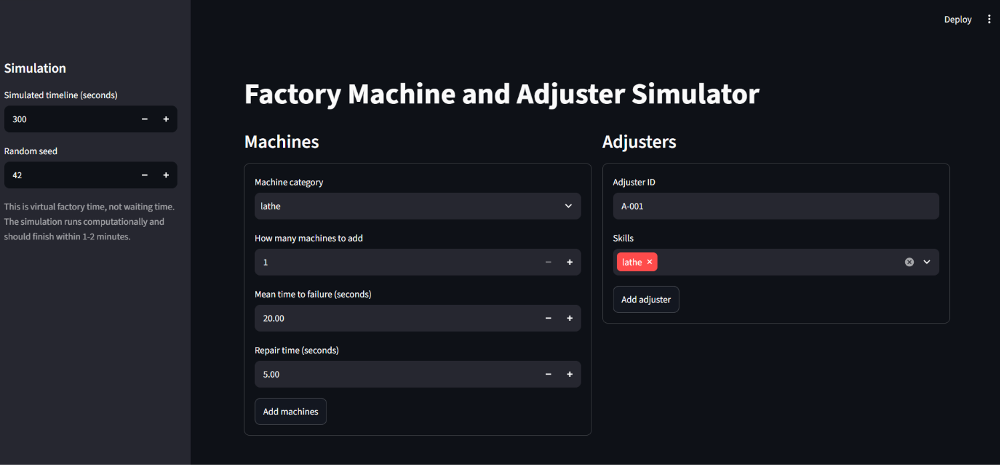 Deploy
Simulation
Simulated timeline (seconds)
300
Random seed
42
This is virtual factory time, not waiting time.
The simulation runs computationally and
should finish within 1-2 minutes.
Factory Machine and Adjuster Simulator
Machines
Machine category
lathe
How many machines to add
1
Mean time to failure (seconds)
20.00
Repair time (seconds)
5.00
Add machines
Adjusters
Adjuster ID
A-001
Skills
lathe
Add adjuster